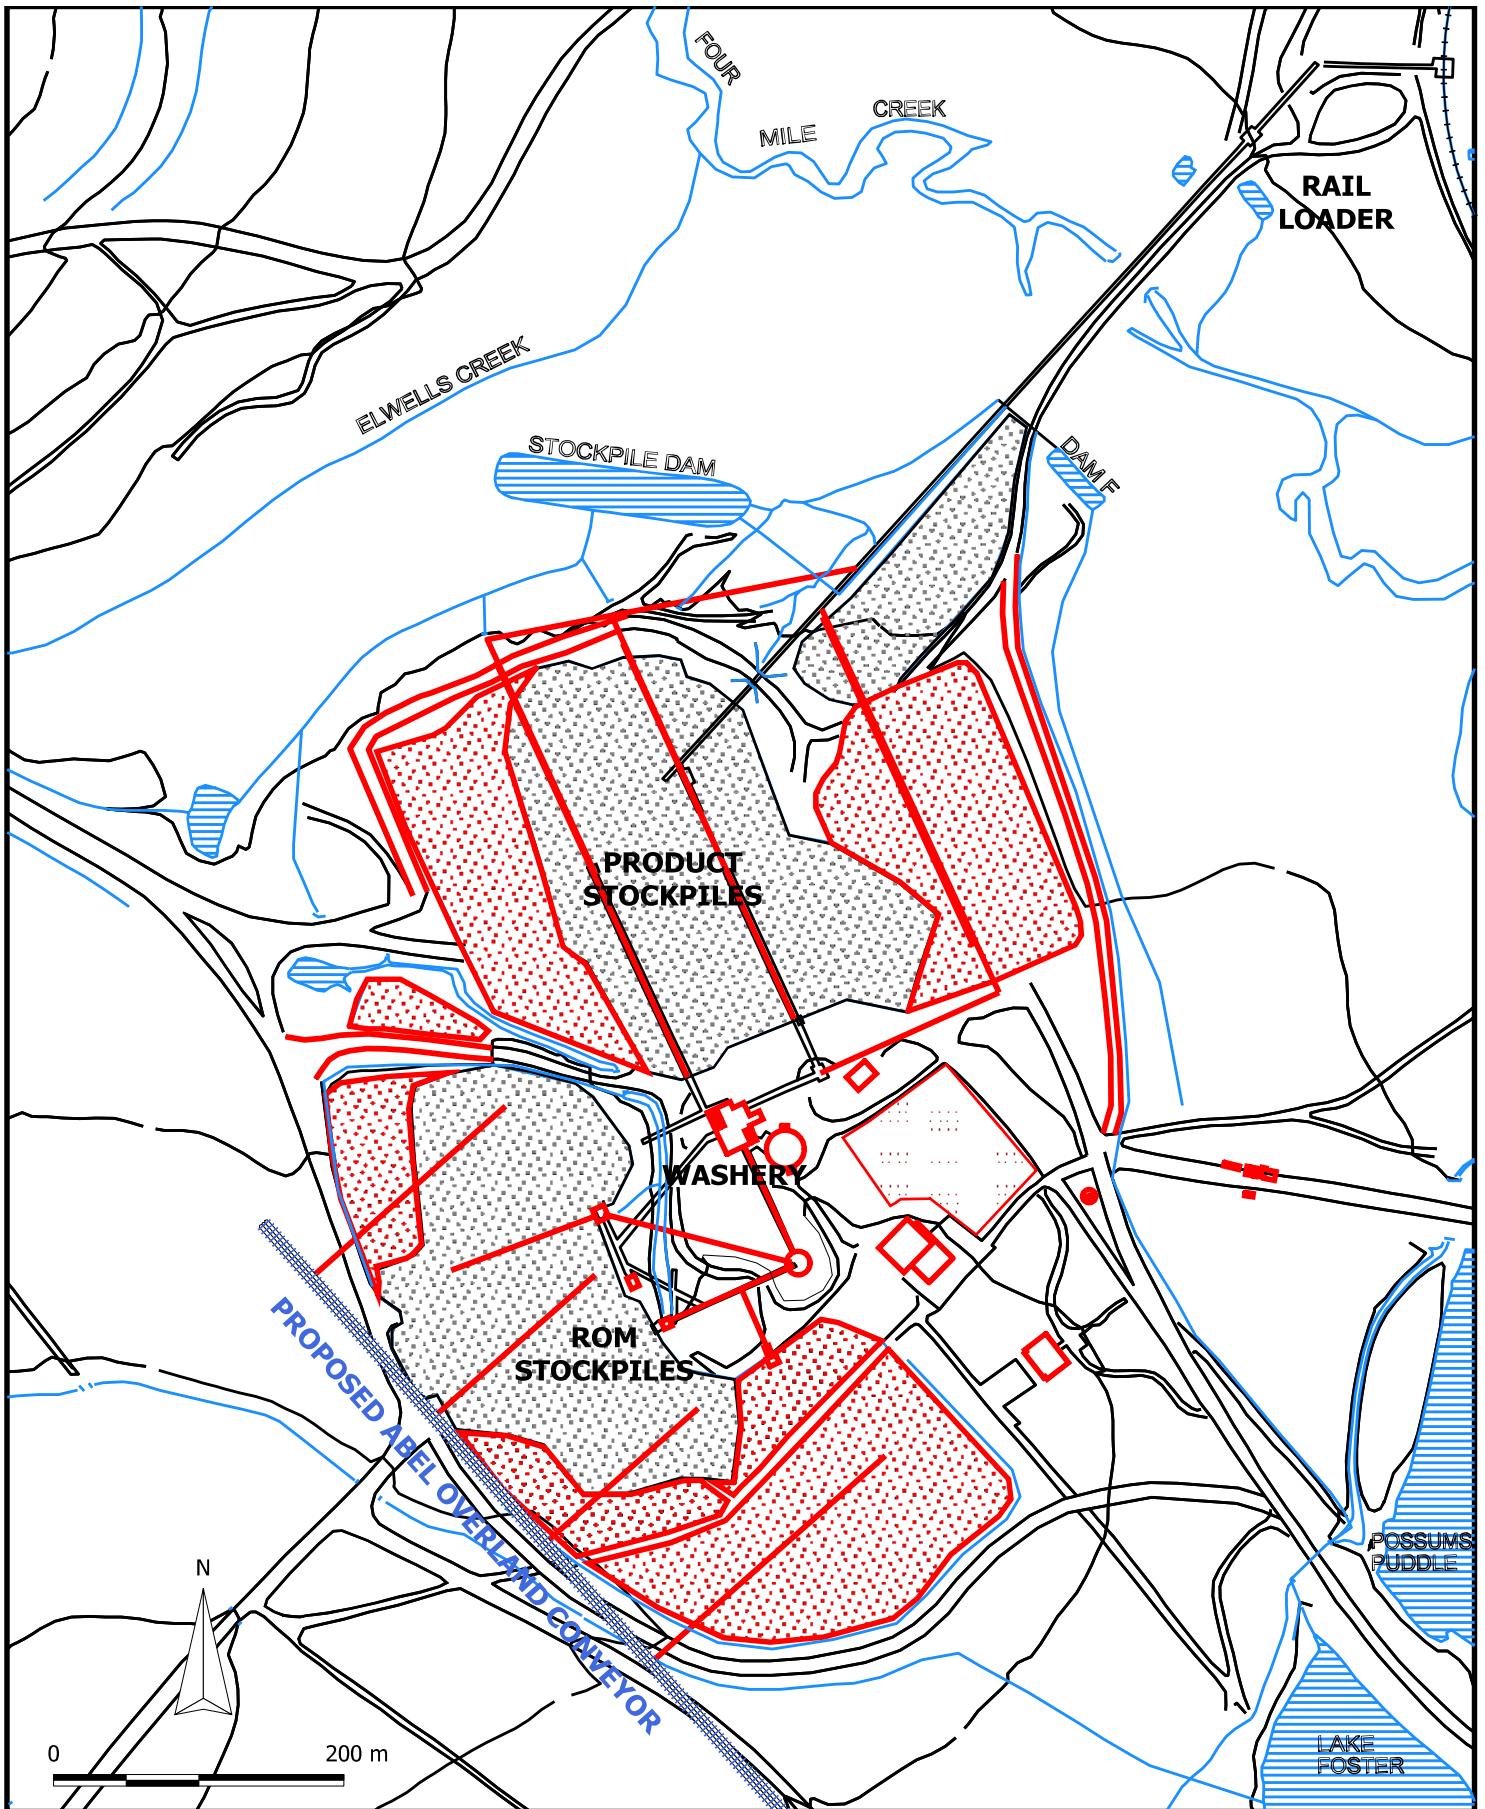 FOUR
MILE
CREEK
RAIL
LOADER
ELWELLS CREEK
STOCKPILE DAM
DAM F
PRODUCT
STOCKPILES
WASHERY
ROM
STOCKPILES
PROPOSED ABEL OVERLAND CONVEYOR
POSSUMS
PUDDLE
N
0
200 m
LAKE
FOSTER